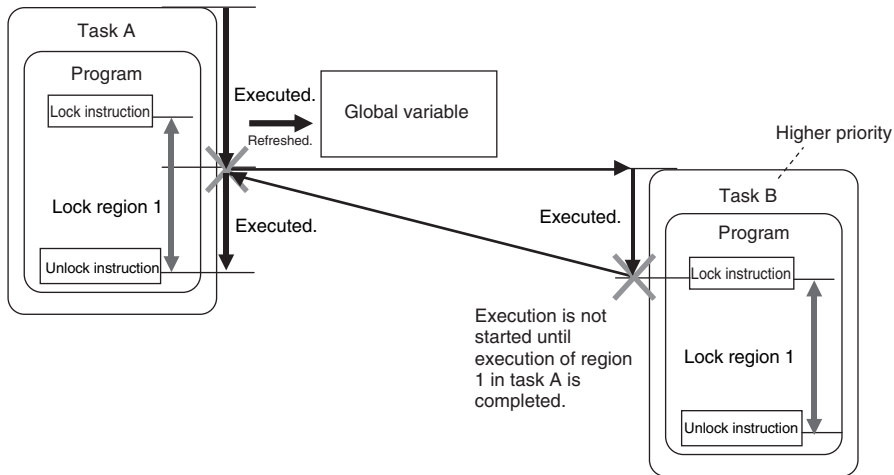 Task A
Program
Lock instruction
Lock region 1
Unlock instruction
Executed.
Refreshed.
Global variable
Executed.
Higher priority
Task B
Executed.
Program
Lock instruction
Lock region 1
Unlock instruction
Execution is not
started until
execution of region
1 in task A is
completed.